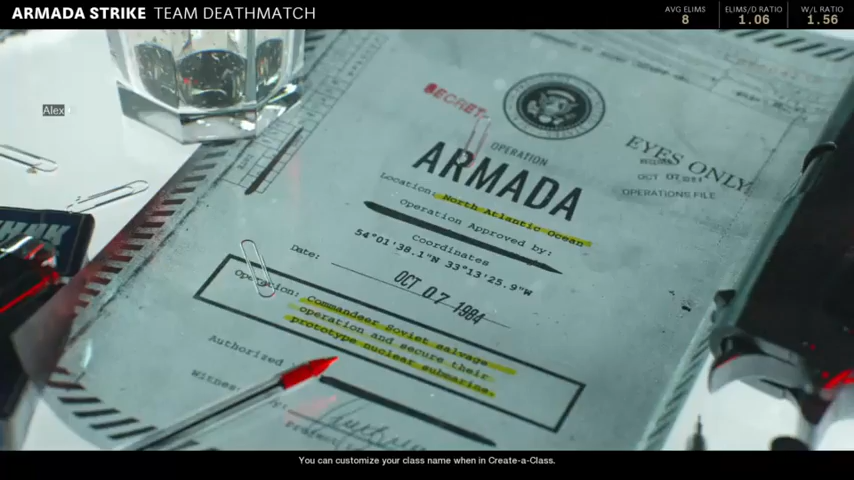 ARMADA STRIKE TEAM DEATHMATCH
AVG ELIMS
8
ELIMS/D RATIO
1.06
W/L RATIO
1.56
Alex
SECRET
EYES ONLY
OPERATIONS FILE
OPERATION
ARMADA
Location: North Atlantic Ocean
Operation Approved by:
Coordinates
54°01'38.1"N 33°13'25.9"W
Date:
OCT 07 1984
Operation: Commandeer Soviet salvage
operation and secure their
prototype nuclear submarine.
Authorized
Witness
You can customize your class name when in Create-a-Class.